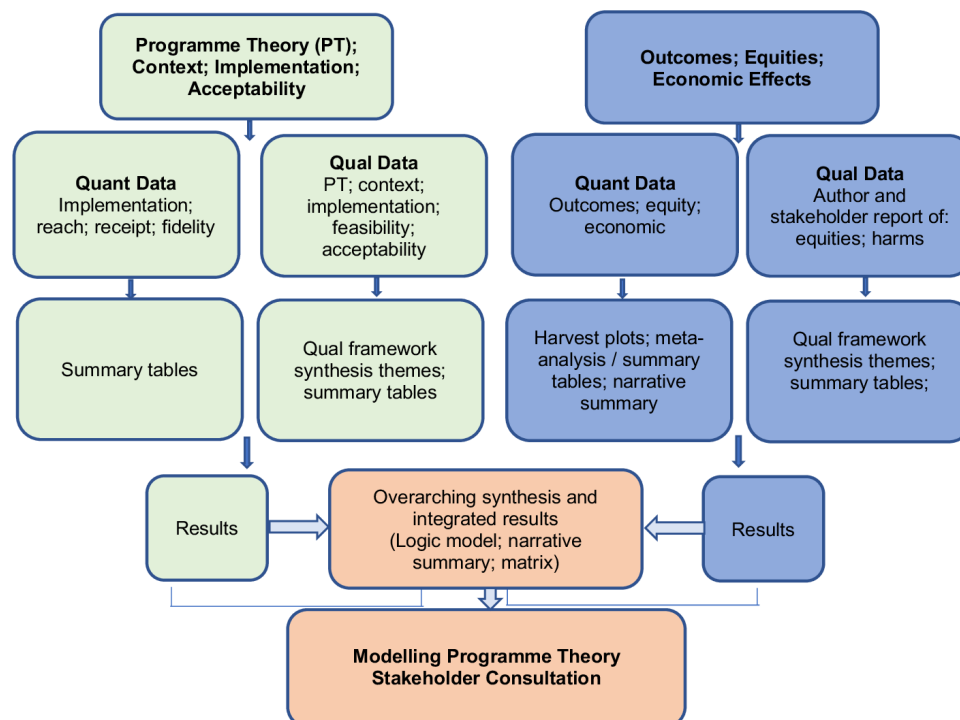 Programme Theory (PT);
Context; Implementation;
Acceptability
Outcomes; Equities;
Economic Effects
Quant Data
Implementation;
reach; receipt; fidelity
Qual Data
PT; context;
implementation;
feasibility;
acceptability
Quant Data
Outcomes; equity;
economic
Qual Data
Author and
stakeholder report of:
equities; harms
Summary tables
Qual framework
synthesis themes;
summary tables
Harvest plots; meta-
analysis / summary
tables; narrative
summary
Qual framework
synthesis themes;
summary tables;
Results
Overarching synthesis and
integrated results
(Logic model; narrative
summary; matrix)
Results
Modelling Programme Theory
Stakeholder Consultation